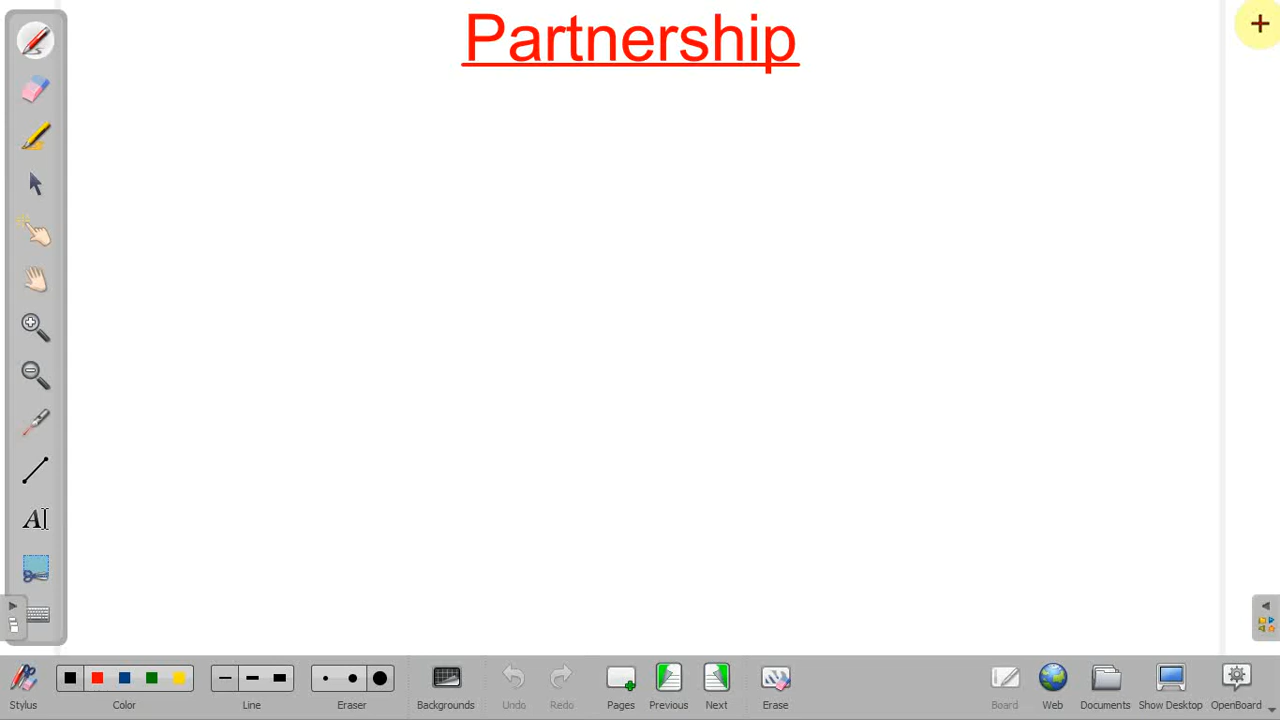 Partnership
Stylus
Color
Line
Eraser
Backgrounds
Undo
Redo
Pages
Previous
Next
Erase
Board
Web
Documents
Show Desktop
OpenBoard